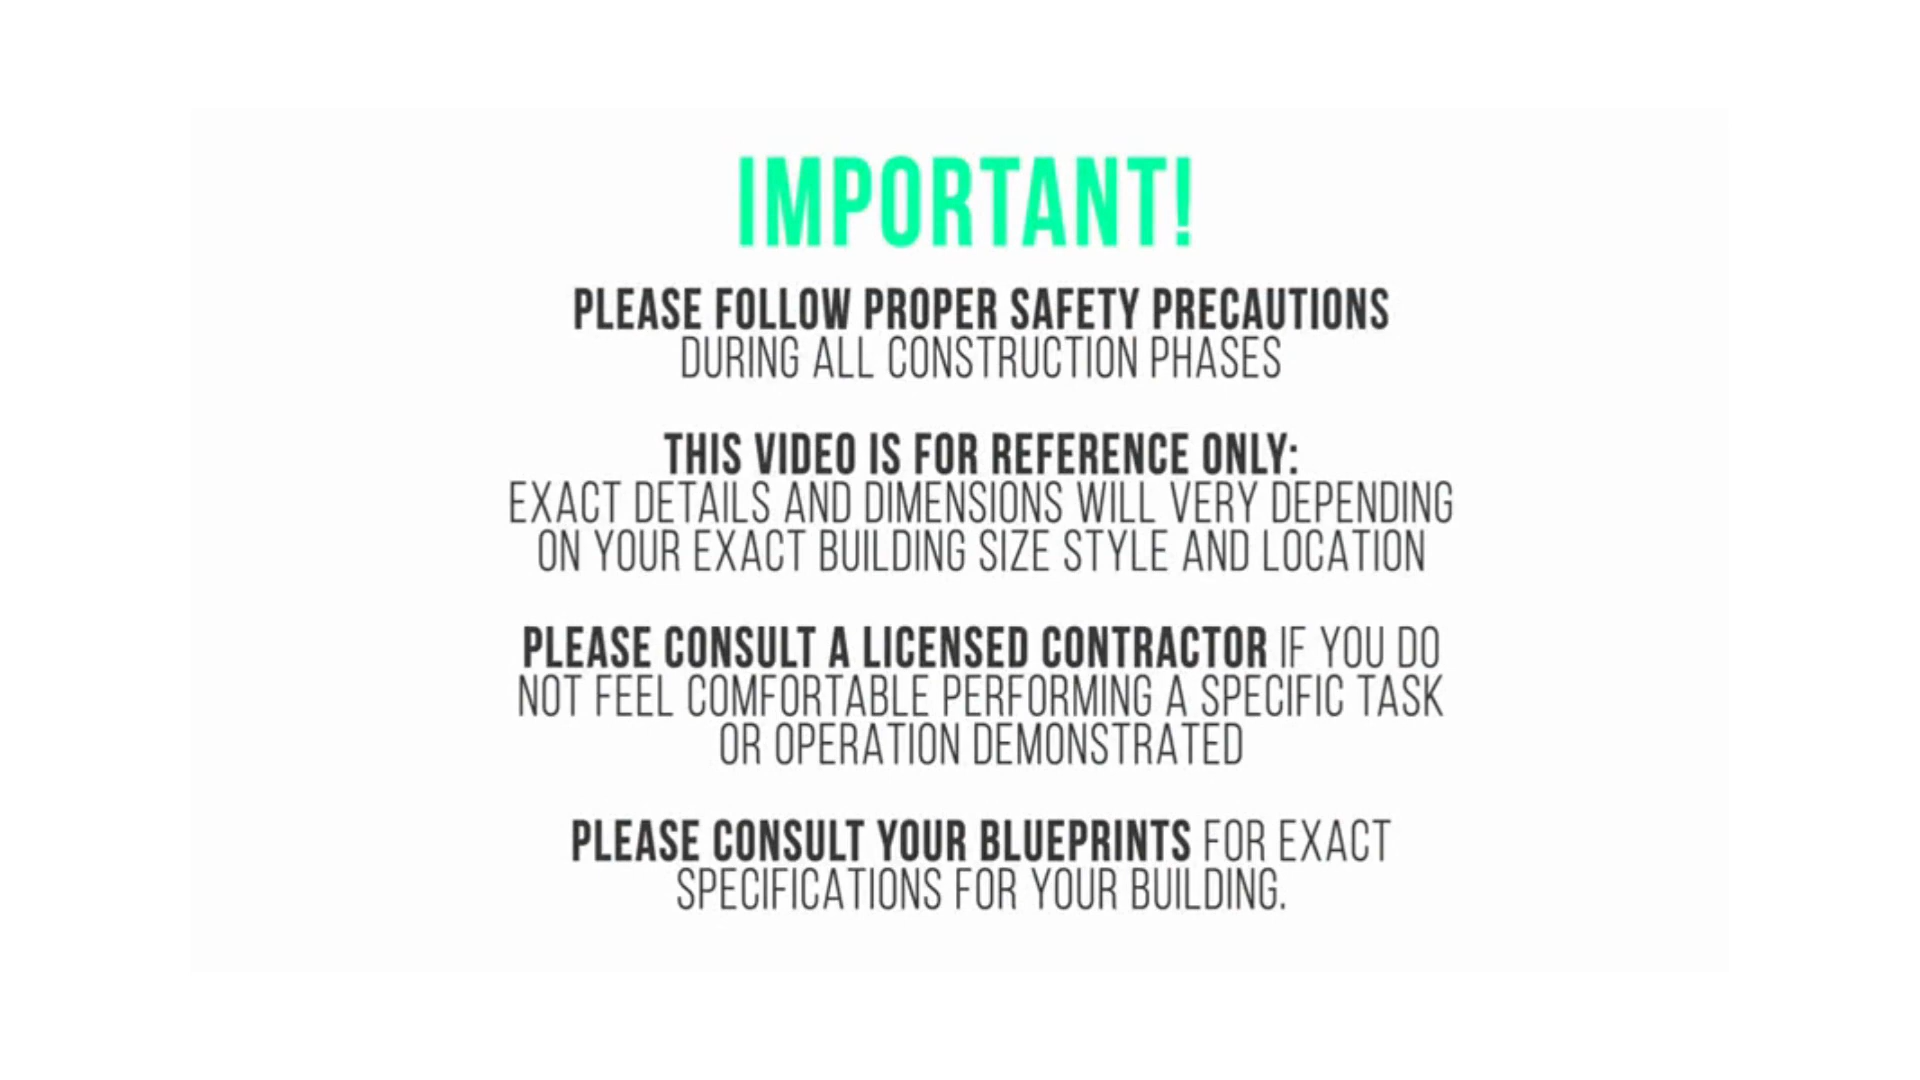 IMPORTANT!
PLEASE FOLLOW PROPER SAFETY PRECAUTIONS
DURING ALL CONSTRUCTION PHASES
THIS VIDEO IS FOR REFERENCE ONLY:
EXACT DETAILS AND DIMENSIONS WILL VERY DEPENDING
ON YOUR EXACT BUILDING SIZE STYLE AND LOCATION
PLEASE CONSULT A LICENSED CONTRACTOR IF YOU DO
NOT FEEL COMFORTABLE PERFORMING A SPECIFIC TASK
OR OPERATION DEMONSTRATED
PLEASE CONSULT YOUR BLUEPRINTS FOR EXACT
SPECIFICATIONS FOR YOUR BUILDING.